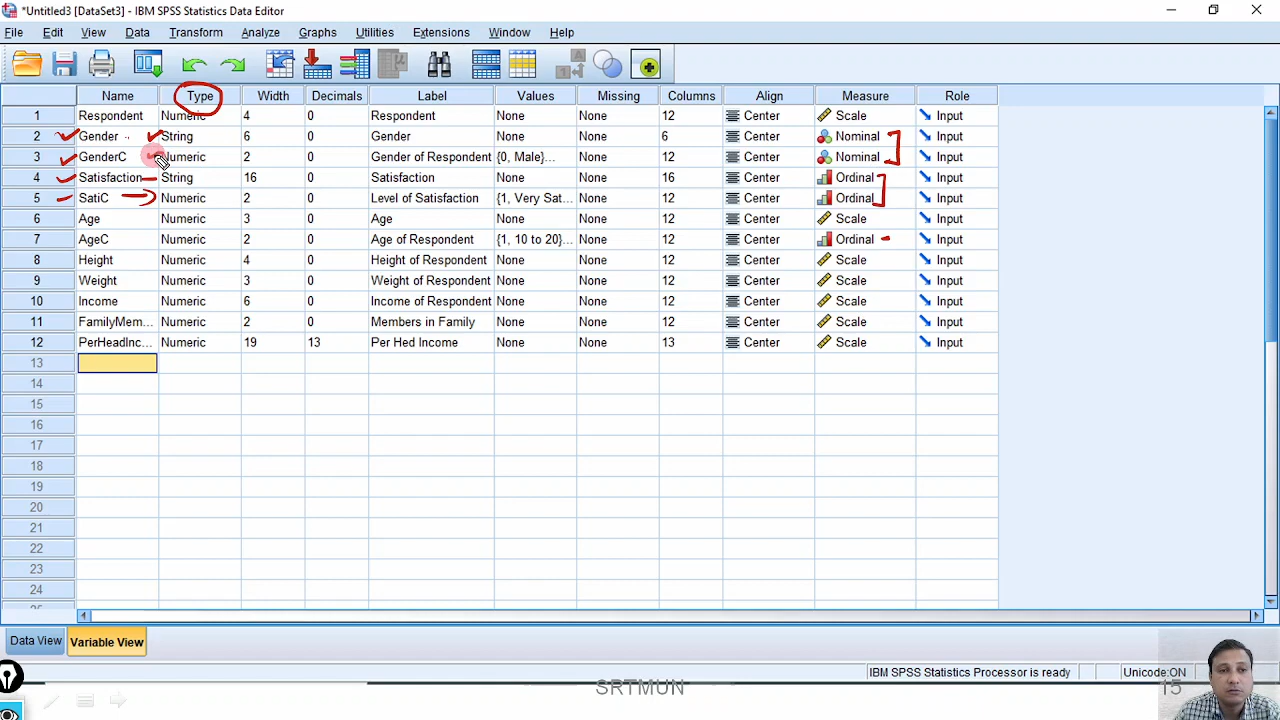 *Untitled3 [DataSet3] - IBM SPSS Statistics Data Editor
File Edit View Data Transform Analyze Graphs Utilities Extensions Window Help
Name Type Width Decimals Label Values Missing Columns Align Measure Role
1 Respondent Numeric 4 0 Respondent None None 12 Center Scale Input
2 Gender String 6 0 Gender None None 6 Center Nominal Input
3 GenderC Numeric 2 0 Gender of Respondent {0, Male}... None 12 Center Nominal Input
4 Satisfaction String 16 0 Satisfaction None None 16 Center Ordinal Input
5 SatiC Numeric 2 0 Level of Satisfaction {1, Very Sat... None 12 Center Ordinal Input
6 Age Numeric 3 0 Age None None 12 Center Scale Input
7 AgeC Numeric 2 0 Age of Respondent {1, 10 to 20}... None 12 Center Ordinal Input
8 Height Numeric 4 0 Height of Respondent None None 12 Center Scale Input
9 Weight Numeric 3 0 Weight of Respondent None None 12 Center Scale Input
10 Income Numeric 6 0 Income of Respondent None None 12 Center Scale Input
11 FamilyMem... Numeric 2 0 Members in Family None None 12 Center Scale Input
12 PerHeadInc... Numeric 19 13 Per Hed Income None None 13 Center Scale Input
13
14
15
16
17
18
19
20
21
22
23
24
Data View Variable View
IBM SPSS Statistics Processor is ready Unicode:ON
SRTMUN 15